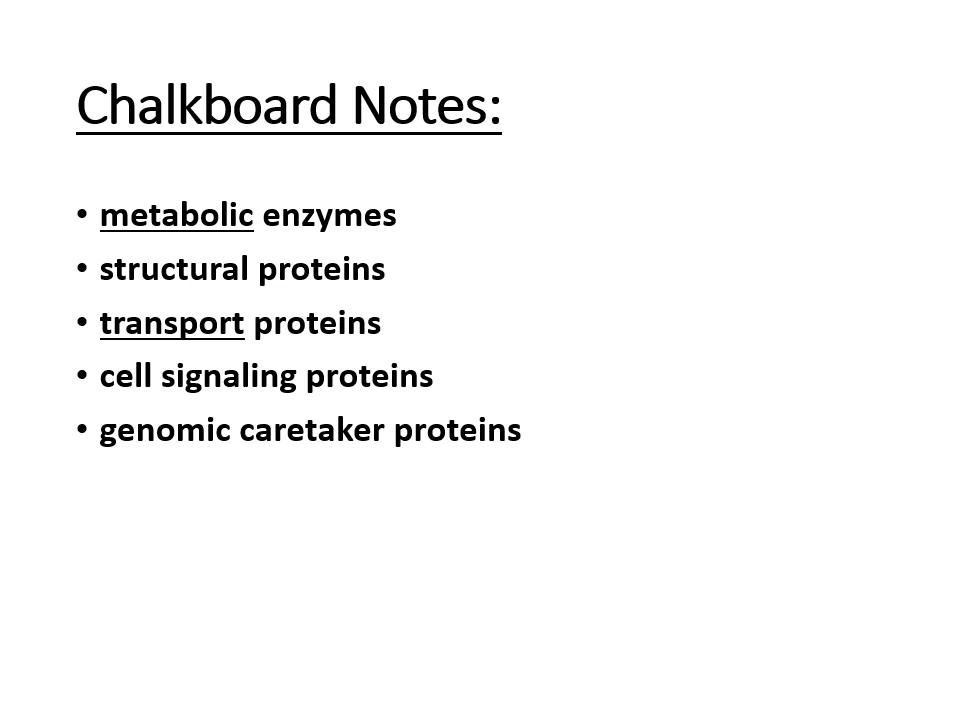 Chalkboard Notes:
• metabolic enzymes
• structural proteins
• transport proteins
• cell signaling proteins
• genomic caretaker proteins